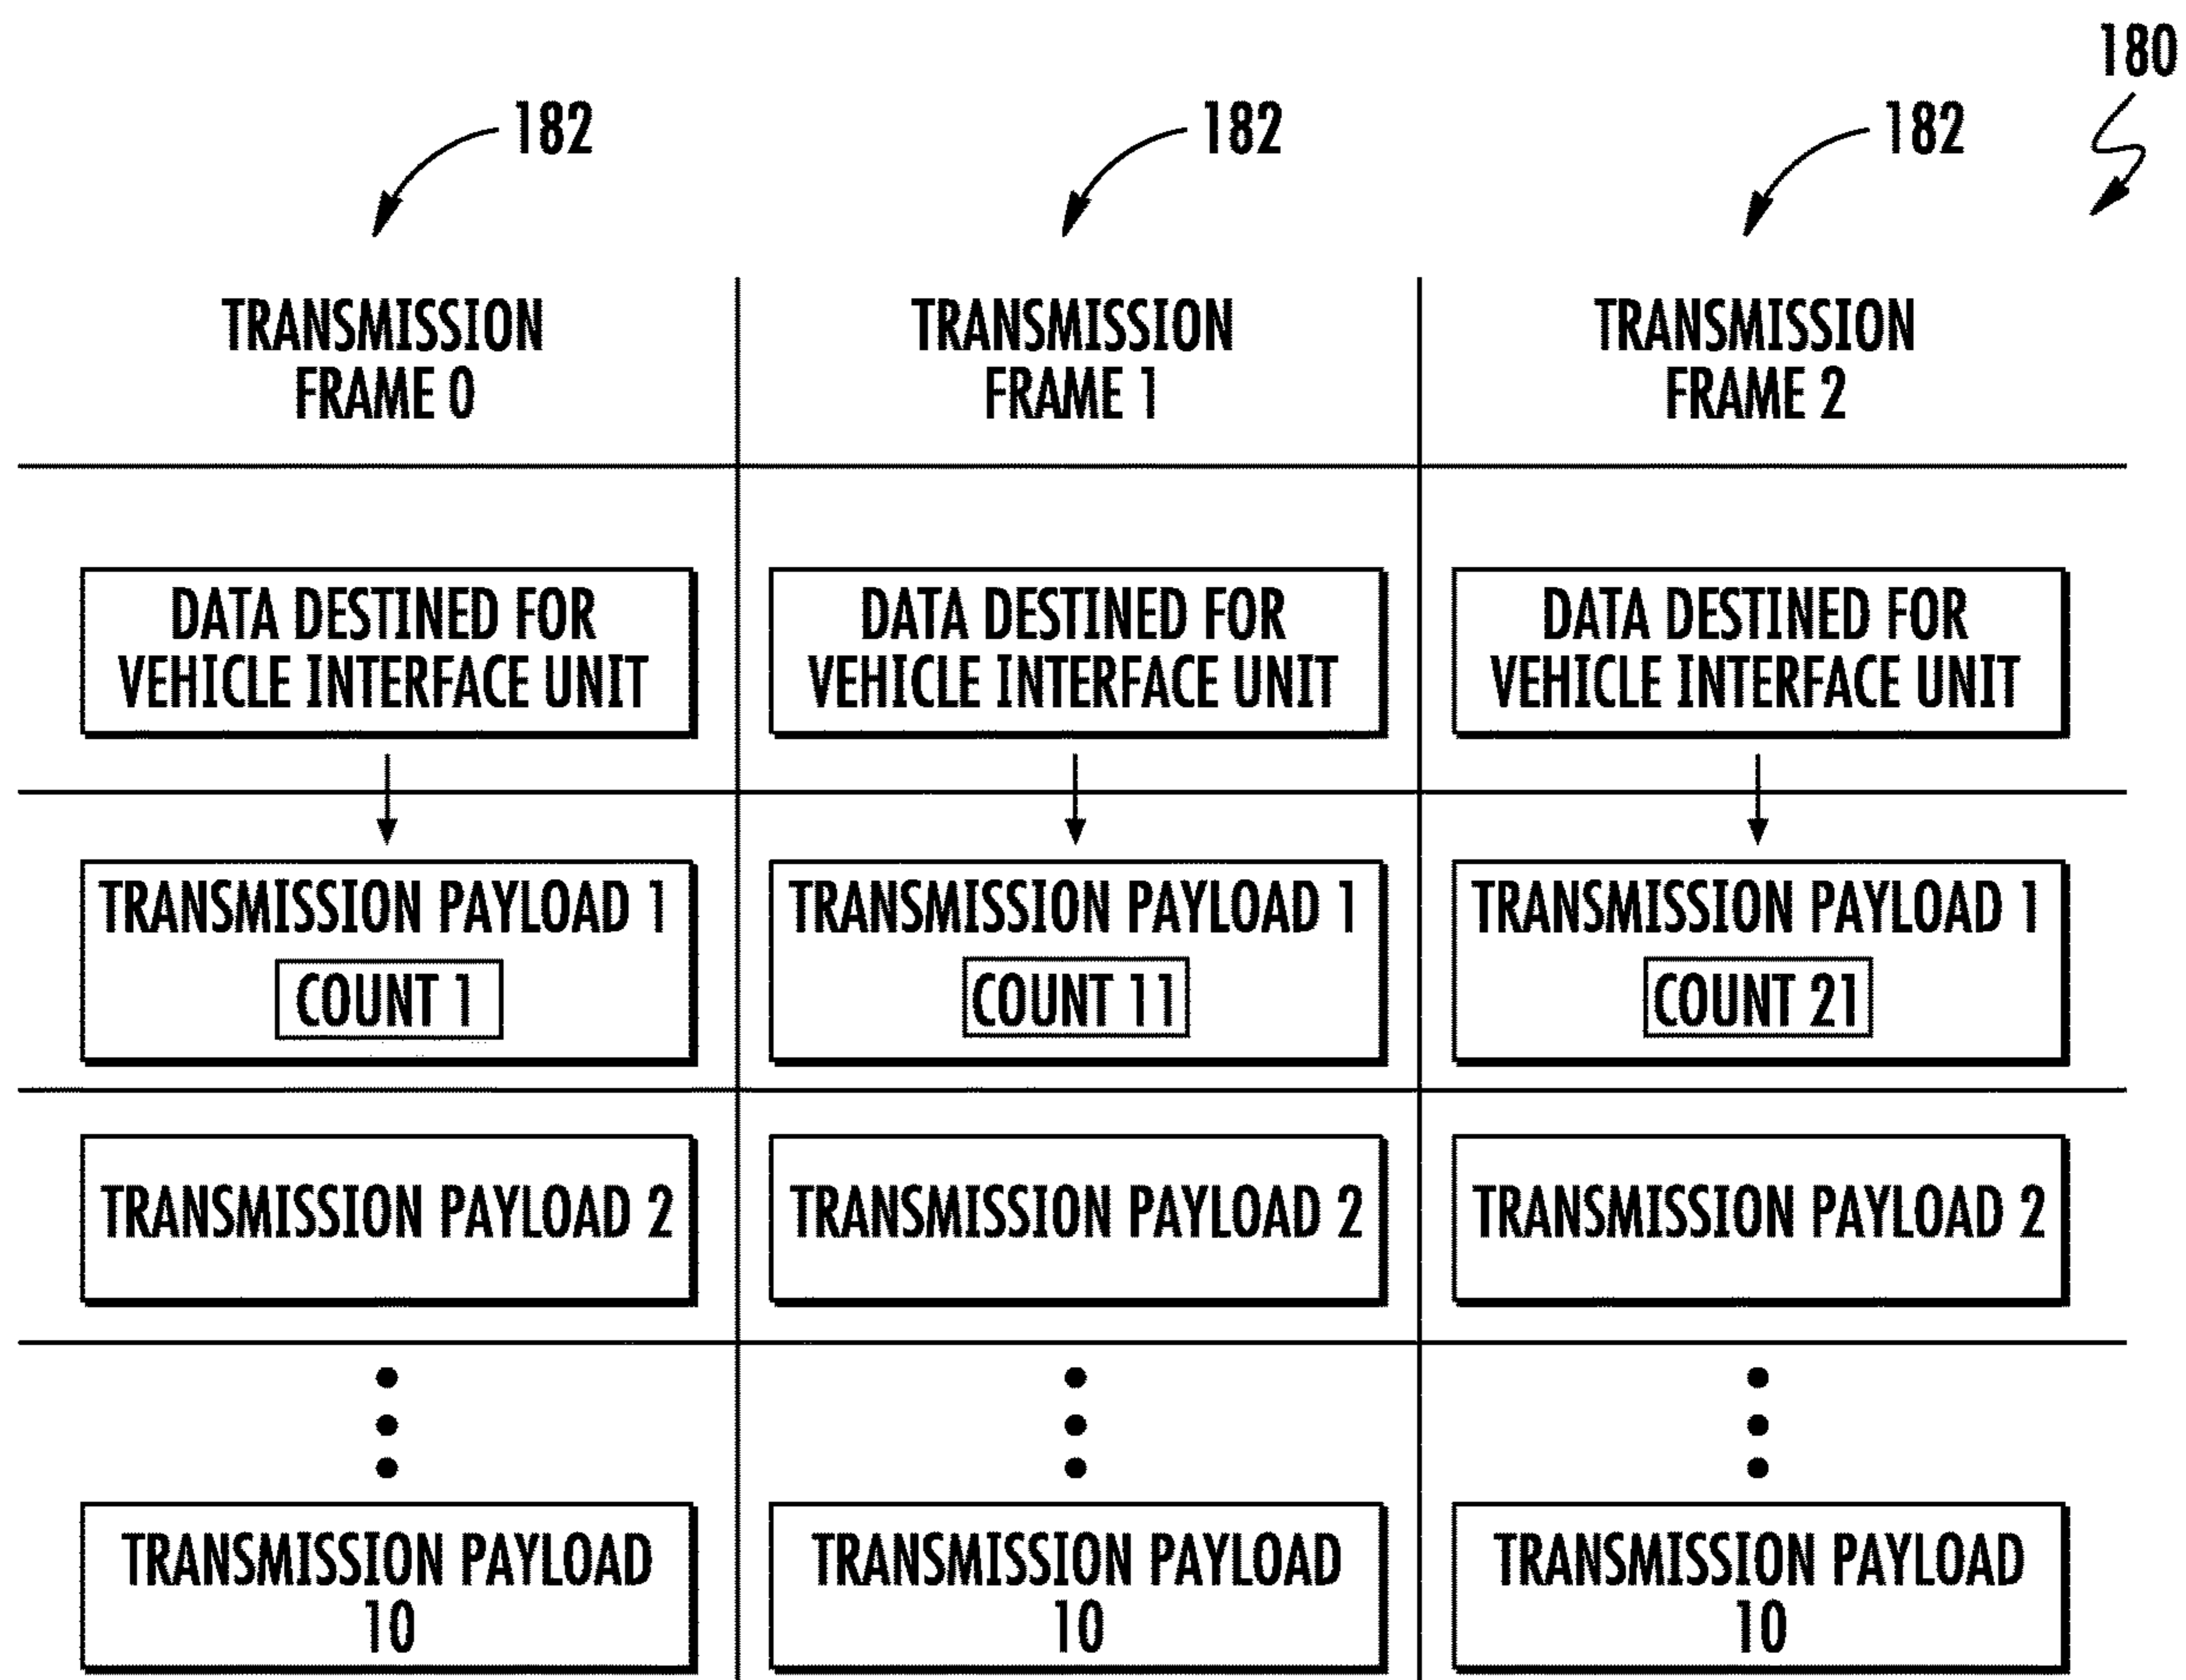 180
182
182
182
TRANSMISSION
FRAME 0
TRANSMISSION
FRAME 1
TRANSMISSION
FRAME 2
DATA DESTINED FOR
VEHICLE INTERFACE UNIT
DATA DESTINED FOR
VEHICLE INTERFACE UNIT
DATA DESTINED FOR
VEHICLE INTERFACE UNIT
TRANSMISSION PAYLOAD 1
COUNT 1
TRANSMISSION PAYLOAD 1
COUNT 11
TRANSMISSION PAYLOAD 1
COUNT 21
TRANSMISSION PAYLOAD 2
TRANSMISSION PAYLOAD 2
TRANSMISSION PAYLOAD 2
TRANSMISSION PAYLOAD
10
TRANSMISSION PAYLOAD
10
TRANSMISSION PAYLOAD
10